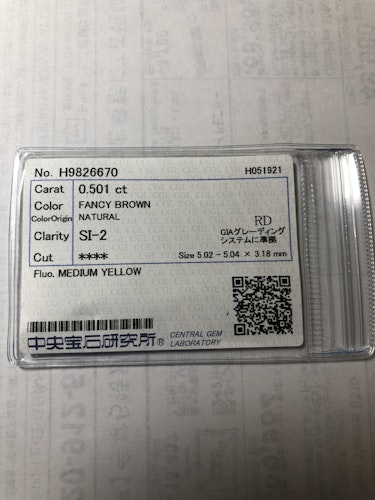 No. H9826670 H051921
Carat 0.501 ct
Color FANCY BROWN
ColorOrigin NATURAL
RD
Clarity SI-2 GIAグレーディング
システムに準拠
Cut **** Size 5.02 - 5.04 × 3.18 mm
Fluo. MEDIUM YELLOW
中央宝石研究所® CENTRAL GEM
LABORATORY